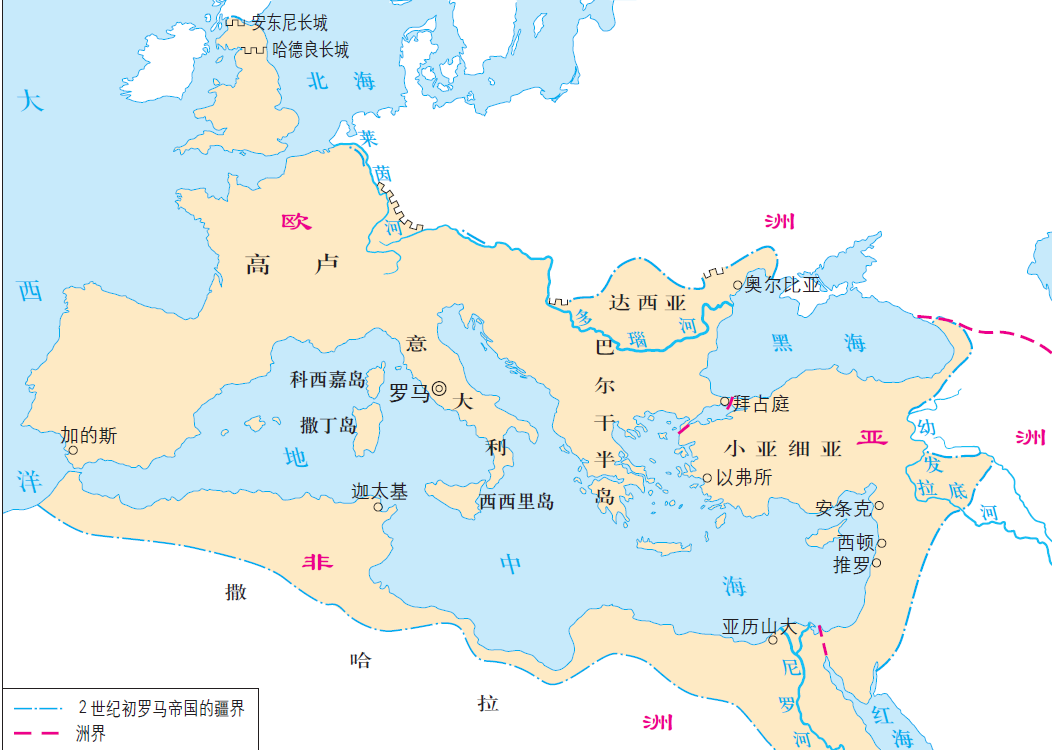 安东尼长城
哈德良长城
北海
大西洋
莱茵河
欧洲
高卢
达西亚
奥尔比亚
多瑙河
黑海
意大利
巴尔干半岛
科西嘉岛
罗马
撒丁岛
拜占庭
加的斯
小亚细亚
亚洲
幼发拉底河
地中海
迦太基
西西里岛
以弗所
安条克
西顿
推罗
非洲
撒哈拉
亚历山大
尼罗河
红海
2世纪初罗马帝国的疆界
洲界